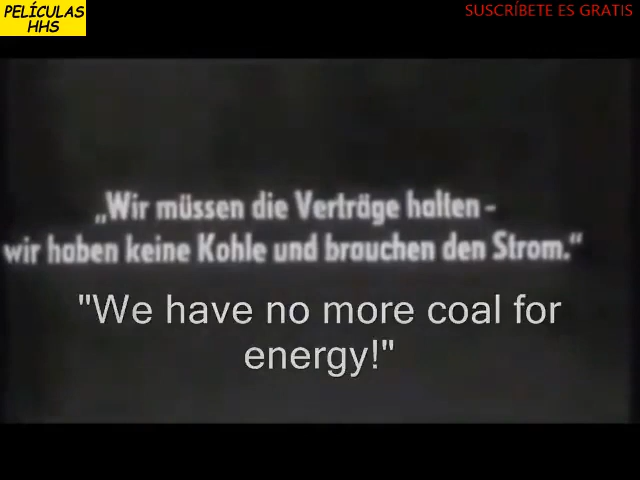 PELÍCULAS
HHS
SUSCRÍBETE ES GRATIS
„Wir müssen die Verträge halten -
wir haben keine Kohle und brauchen den Strom.“
"We have no more coal for
energy!"